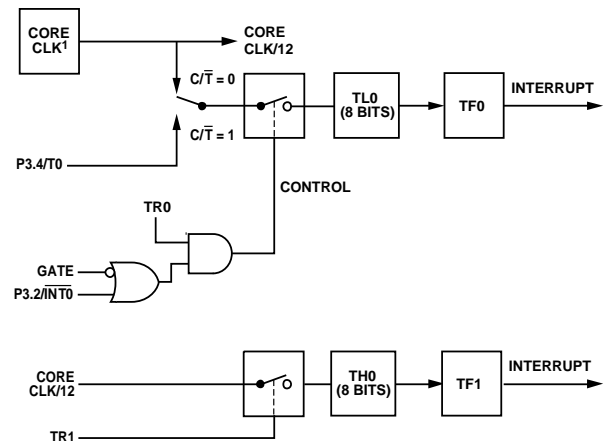 CORE
CLK¹
CORE
CLK/12
C/T̅ = 0
C/T̅ = 1
TL0
(8 BITS)
TF0
INTERRUPT
P3.4/T0
CONTROL
TR0
GATE
P3.2/I̅N̅T̅0̅
CORE
CLK/12
TH0
(8 BITS)
TF1
INTERRUPT
TR1